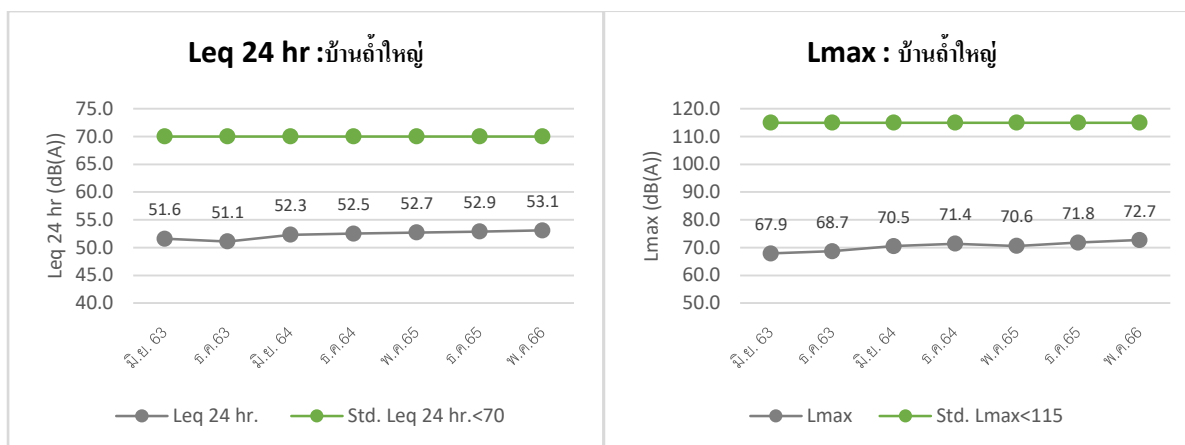 Leq 24 hr :บ้านถ้ำใหญ่
Leq 24 hr (dB(A))
75.0
70.0
65.0
60.0
55.0
50.0
45.0
40.0
51.6 51.1 52.3 52.5 52.7 52.9 53.1
มิ.ย. 63 ธ.ค.63 มิ.ย. 64 ธ.ค.64 พ.ค.65 ธ.ค.65 พ.ค.66
Leq 24 hr. Std. Leq 24 hr.<70
Lmax : บ้านถ้ำใหญ่
Lmax (dB(A))
120.0
110.0
100.0
90.0
80.0
70.0
60.0
50.0
67.9 68.7 70.5 71.4 70.6 71.8 72.7
มิ.ย. 63 ธ.ค.63 มิ.ย. 64 ธ.ค.64 พ.ค.65 ธ.ค.65 พ.ค.66
Lmax Std. Lmax<115